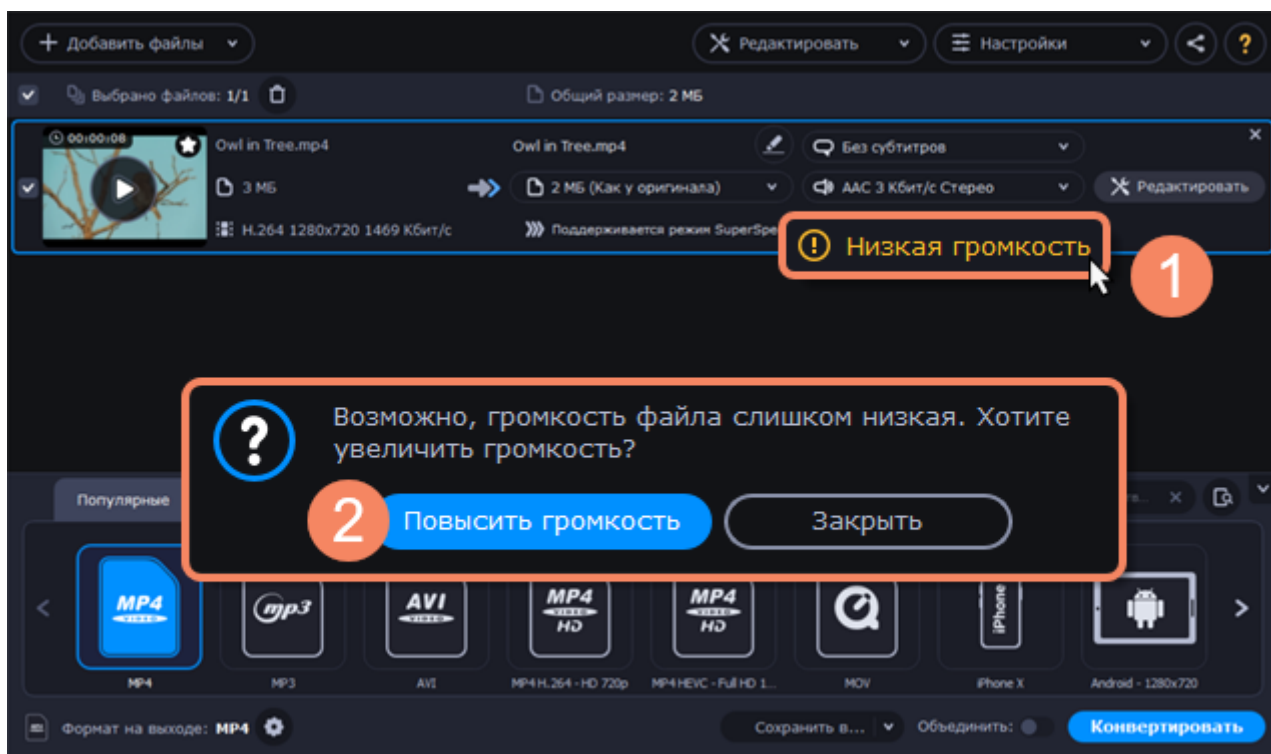 Добавить файлы
Редактировать
Настройки
?
Выбрано файлов: 1/1
Общий размер: 2 МБ
00:00:08
Owl in Tree.mp4
Owl in Tree.mp4
Без субтитров
3 МБ
2 МБ (Как у оригинала)
AAC 3 Кбит/с Стерео
Редактировать
H.264 1280x720 1469 Кбит/с
Поддерживается режим SuperSpe
Низкая громкость
1
?
Возможно, громкость файла слишком низкая. Хотите
увеличить громкость?
Популярные
2
Повысить громкость
Закрыть
MP4
VIDEO
mp3
AVI
VIDEO
MP4
VIDEO
HD
MP4
VIDEO
HD
iPhone
MP4
MP3
AVI
MP4 H.264 - HD 720p
MP4 HEVC - Full HD 1...
MOV
iPhone X
Android - 1280x720
Формат на выходе: MP4
Сохранить в...
Объединить:
Конвертировать